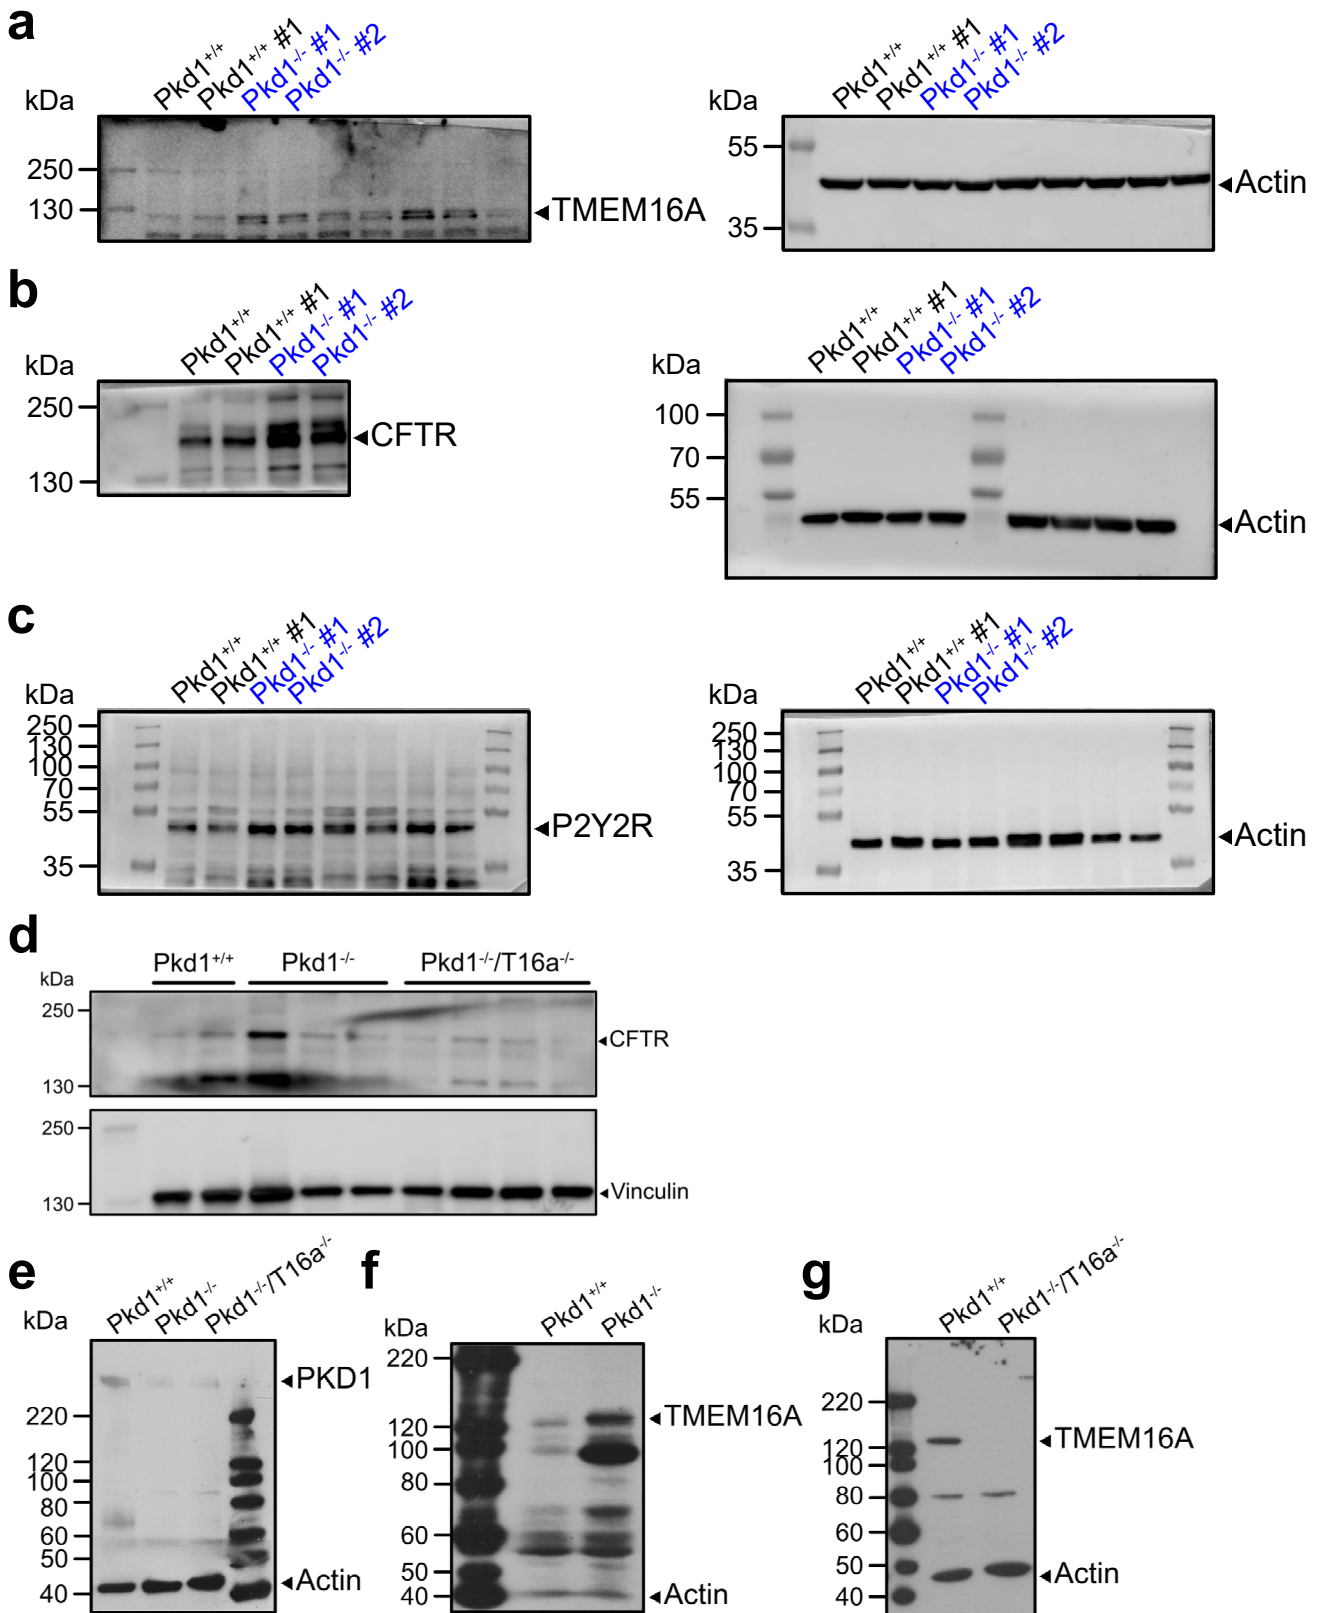 a
kDa
Pkd1+/+
Pkd1+/+ #1
Pkd1-/- #1
Pkd1-/- #2
250
130
TMEM16A
kDa
Pkd1+/+
Pkd1+/+ #1
Pkd1-/- #1
Pkd1-/- #2
55
35
Actin
b
kDa
Pkd1+/+
Pkd1+/+ #1
Pkd1-/- #1
Pkd1-/- #2
250
130
CFTR
kDa
Pkd1+/+
Pkd1+/+ #1
Pkd1-/- #1
Pkd1-/- #2
100
70
55
Actin
c
kDa
Pkd1+/+
Pkd1+/+ #1
Pkd1-/- #1
Pkd1-/- #2
250
130
100
70
55
35
P2Y2R
kDa
Pkd1+/+
Pkd1+/+ #1
Pkd1-/- #1
Pkd1-/- #2
250
130
100
70
55
35
Actin
d
kDa
Pkd1+/+ Pkd1-/- Pkd1-/-/T16a-/-
250
130
CFTR
250
130
Vinculin
e
kDa
Pkd1+/+
Pkd1-/-
Pkd1-/-/T16a-/-
PKD1
220
120
100
80
60
50
40
Actin
f
kDa
Pkd1+/+
Pkd1-/-
220
120
100
80
60
50
40
TMEM16A
Actin
g
kDa
Pkd1+/+
Pkd1-/-/T16a-/-
220
120
100
80
60
50
40
TMEM16A
Actin